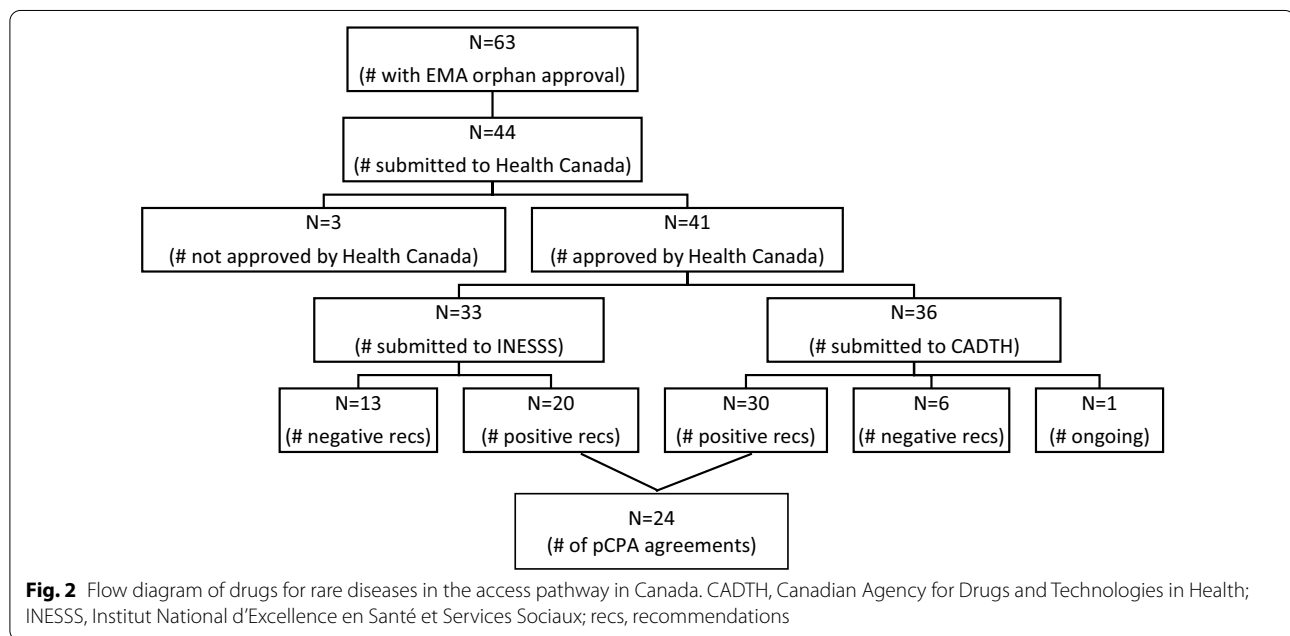 N=63
(# with EMA orphan approval)
N=44
(# submitted to Health Canada)
N=3
(# not approved by Health Canada)
N=41
(# approved by Health Canada)
N=33
(# submitted to INESSS)
N=36
(# submitted to CADTH)
N=13
(# negative recs)
N=20
(# positive recs)
N=30
(# positive recs)
N=6
(# negative recs)
N=1
(# ongoing)
N=24
(# of pCPA agreements)
Fig. 2 Flow diagram of drugs for rare diseases in the access pathway in Canada. CADTH, Canadian Agency for Drugs and Technologies in Health;
INESSS, Institut National d'Excellence en Santé et Services Sociaux; recs, recommendations